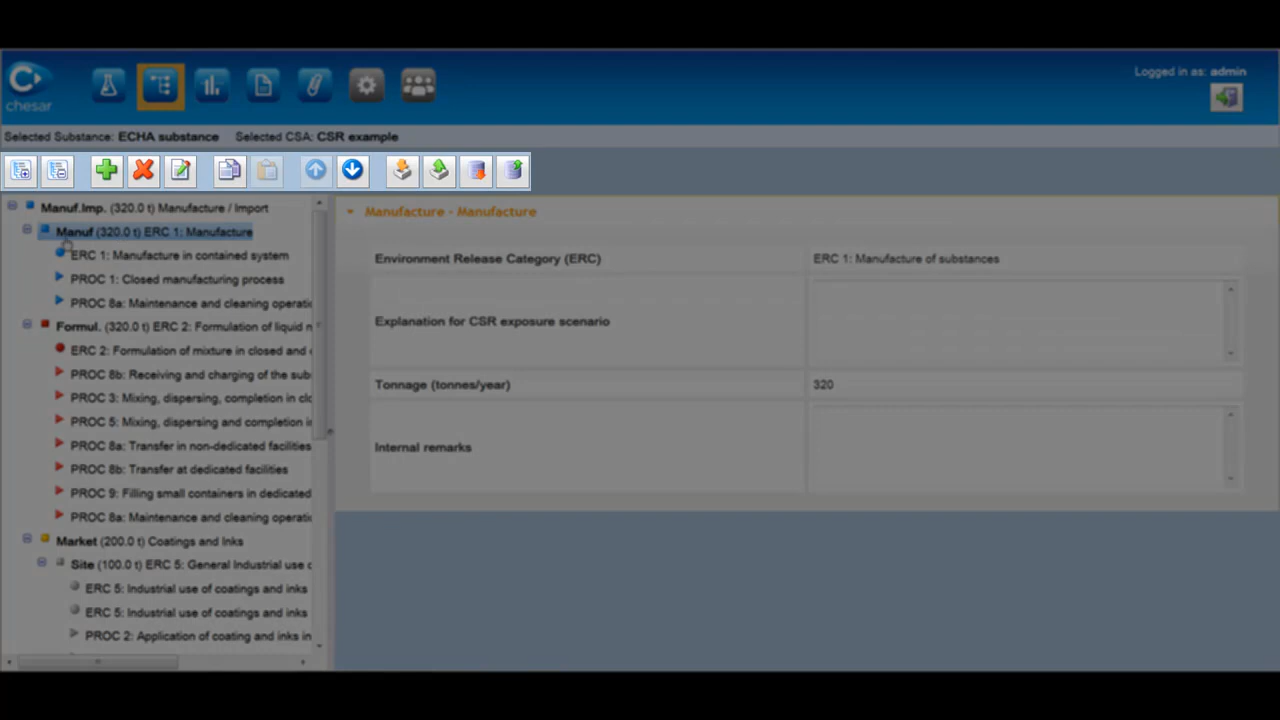 chesar
Logged in as: admin
Selected Substance: ECHA substance Selected CSA: CSR example
Manuf.Imp. (320.0 t) Manufacture / Import
Manuf (320.0 t) ERC 1: Manufacture
ERC 1: Manufacture in contained system
PROC 1: Closed manufacturing process
PROC 8a: Maintenance and cleaning operatio
Formul. (320.0 t) ERC 2: Formulation of liquid m
ERC 2: Formulation of mixture in closed and
PROC 8b: Receiving and charging of the sub
PROC 3: Mixing, dispersing, completion in clo
PROC 5: Mixing, dispersing and completion in
PROC 8a: Transfer in non-dedicated facilities
PROC 8b: Transfer at dedicated facilities
PROC 9: Filling small containers in dedicated
PROC 8a: Maintenance and cleaning operatio
Market (200.0 t) Coatings and Inks
Site (100.0 t) ERC 5: General Industrial use o
ERC 5: Industrial use of coatings and inks
ERC 5: Industrial use of coatings and inks
PROC 2: Application of coating and inks in
Manufacture - Manufacture
Environment Release Category (ERC) ERC 1: Manufacture of substances
Explanation for CSR exposure scenario
Tonnage (tonnes/year) 320
Internal remarks